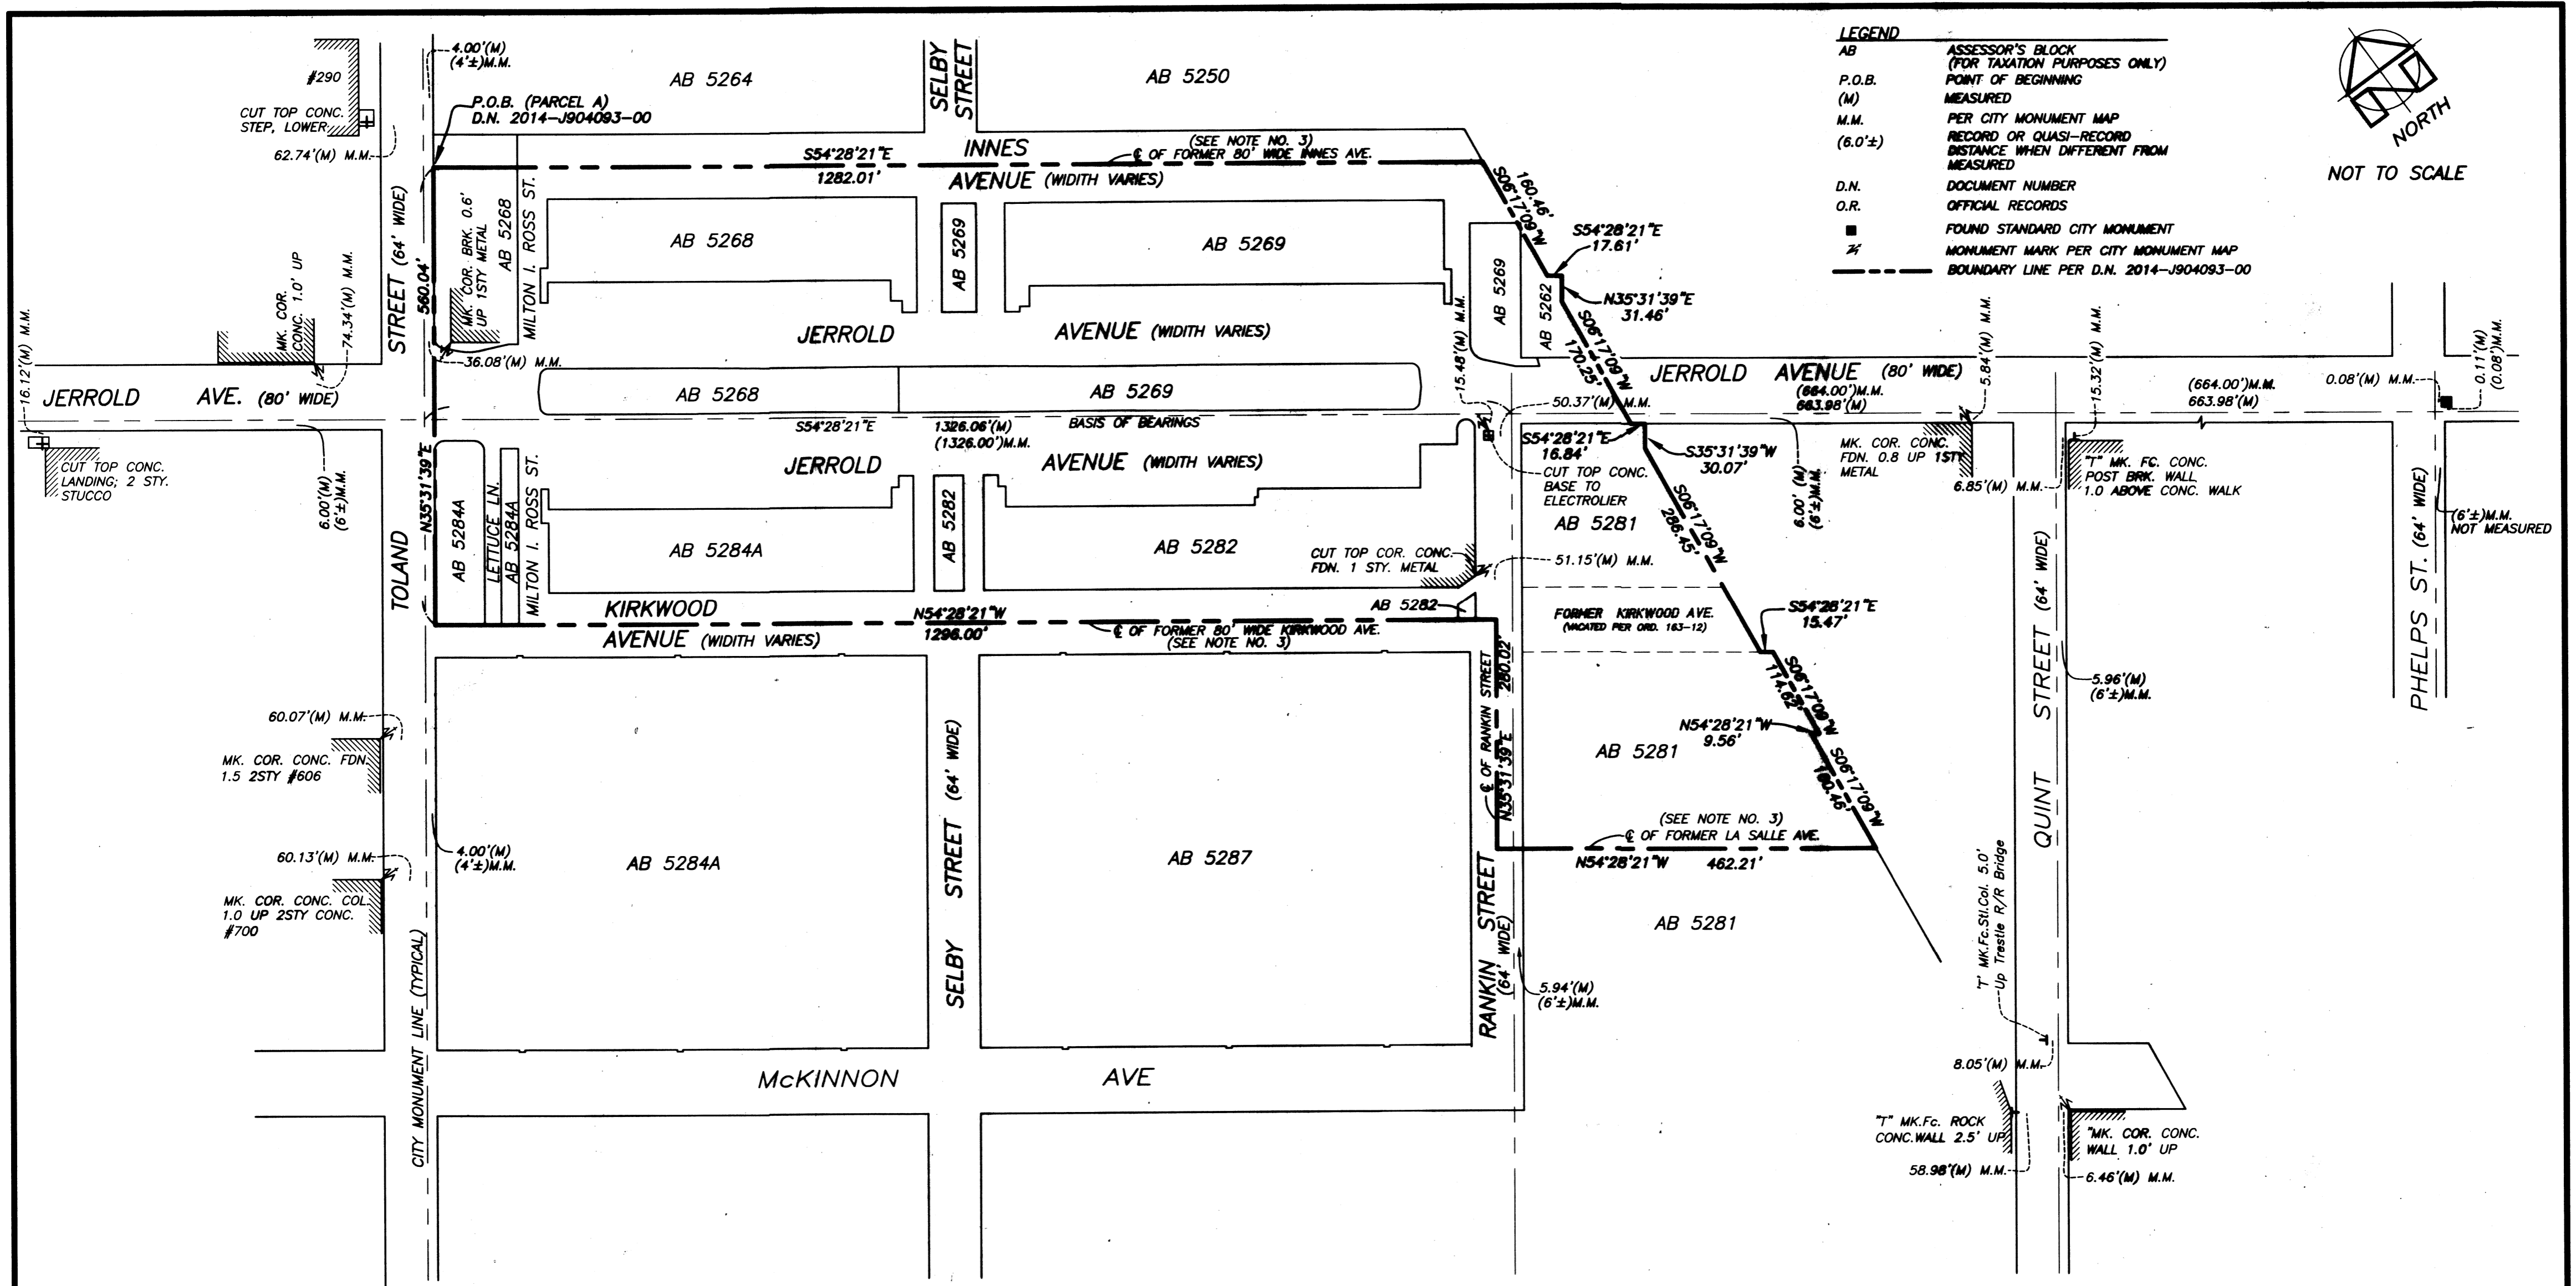 #290
CUT TOP CONC.
STEP, LOWER
62.74'(M) M.M.
4.00'(M)
(4'±)M.M.
P.O.B. (PARCEL A)
D.N. 2014-J904093-00
AB 5264
SELBY
STREET
AB 5250
LEGEND
AB ASSESSOR'S BLOCK
(FOR TAXATION PURPOSES ONLY)
P.O.B. POINT OF BEGINNING
(M) MEASURED
M.M. PER CITY MONUMENT MAP
(6.0'±) RECORD OR QUASI-RECORD
DISTANCE WHEN DIFFERENT FROM
MEASURED
D.N. DOCUMENT NUMBER
O.R. OFFICIAL RECORDS
FOUND STANDARD CITY MONUMENT
MONUMENT MARK PER CITY MONUMENT MAP
BOUNDARY LINE PER D.N. 2014-J904093-00
NORTH
NOT TO SCALE
S54°28'21"E
1282.01'
INNES
AVENUE (WIDITH VARIES)
(SEE NOTE NO. 3)
℄ OF FORMER 80' WIDE INNES AVE.
S06°17'09"W
160.46'
S54°28'21"E
17.61'
N35°31'39"E
31.46'
S06°17'09"W
170.25'
STREET (64' WIDE)
560.04'
MK. COR. BRK. 0.6'
UP 1STY METAL
AB 5268
MILTON I. ROSS ST.
AB 5268
AB 5269
AB 5269
AB 5269
AB 5262
MK. COR.
CONC. 1.0' UP
74.34'(M) M.M.
16.12'(M) M.M.
36.08'(M) M.M.
JERROLD AVENUE (WIDITH VARIES)
15.48'(M) M.M.
JERROLD AVE. (80' WIDE)
AB 5268
AB 5269
50.37'(M) M.M.
JERROLD AVENUE (80' WIDE)
(664.00')M.M.
663.98'(M)
5.84'(M) M.M.
15.32'(M) M.M.
(664.00')M.M.
663.98'(M)
0.08'(M) M.M.
0.11'(M)
(0.08')M.M.
S54°28'21"E
1326.06'(M)
(1326.00')M.M.
BASIS OF BEARINGS
CUT TOP CONC.
LANDING; 2 STY.
STUCCO
6.00'(M)
(6'±)M.M.
N35°31'39"E
JERROLD AVENUE (WIDITH VARIES)
S54°28'21"E
16.84'
S35°31'39"W
30.07'
CUT TOP CONC.
BASE TO
ELECTROLIER
6.00' (M)
(6'±)M.M.
MK. COR. CONC.
FDN. 0.8 UP 1STY
METAL
6.85'(M) M.M.
"T" MK. FC. CONC.
POST BRK. WALL
1.0 ABOVE CONC. WALK
(6'±)M.M.
NOT MEASURED
PHELPS ST. (64' WIDE)
TOLAND
AB 5284A
LETTUCE LN.
AB 5284A
MILTON I. ROSS ST.
AB 5284A
AB 5282
AB 5282
CUT TOP COR. CONC.
FDN. 1 STY. METAL
51.15'(M) M.M.
AB 5281
S06°17'09"W
286.45'
KIRKWOOD
AVENUE (WIDITH VARIES)
N54°28'21"W
1296.00'
℄ OF FORMER 80' WIDE KIRKWOOD AVE.
(SEE NOTE NO. 3)
AB 5282
FORMER KIRKWOOD AVE.
(VACATED PER ORD. 163-12)
S54°28'21"E
15.47'
S06°17'09"W
114.62'
N54°28'21"W
9.56'
S06°17'09"W
AB 5281
℄ OF RANKIN STREET
N35°31'39"E
280.02'
(SEE NOTE NO. 3)
℄ OF FORMER LA SALLE AVE.
N54°28'21"W
462.21'
AB 5281
60.07'(M) M.M.
MK. COR. CONC. FDN.
1.5 2STY #606
60.13'(M) M.M.
MK. COR. CONC. COL.
1.0 UP 2STY CONC.
#700
4.00'(M)
(4'±)M.M.
AB 5284A
SELBY STREET (64' WIDE)
AB 5287
RANKIN STREET
(64' WIDE)
5.94'(M)
(6'±)M.M.
QUINT STREET (64' WIDE)
5.96'(M)
(6'±)M.M.
'T' MK.Fc.Stl.Col. 5.0'
Up Trestle R/R Bridge
CITY MONUMENT LINE (TYPICAL)
McKINNON AVE
8.05'(M) M.M.
"T" MK.Fc. ROCK
CONC.WALL 2.5' UP
58.98'(M) M.M.
"MK. COR. CONC.
WALL 1.0' UP
6.46'(M) M.M.